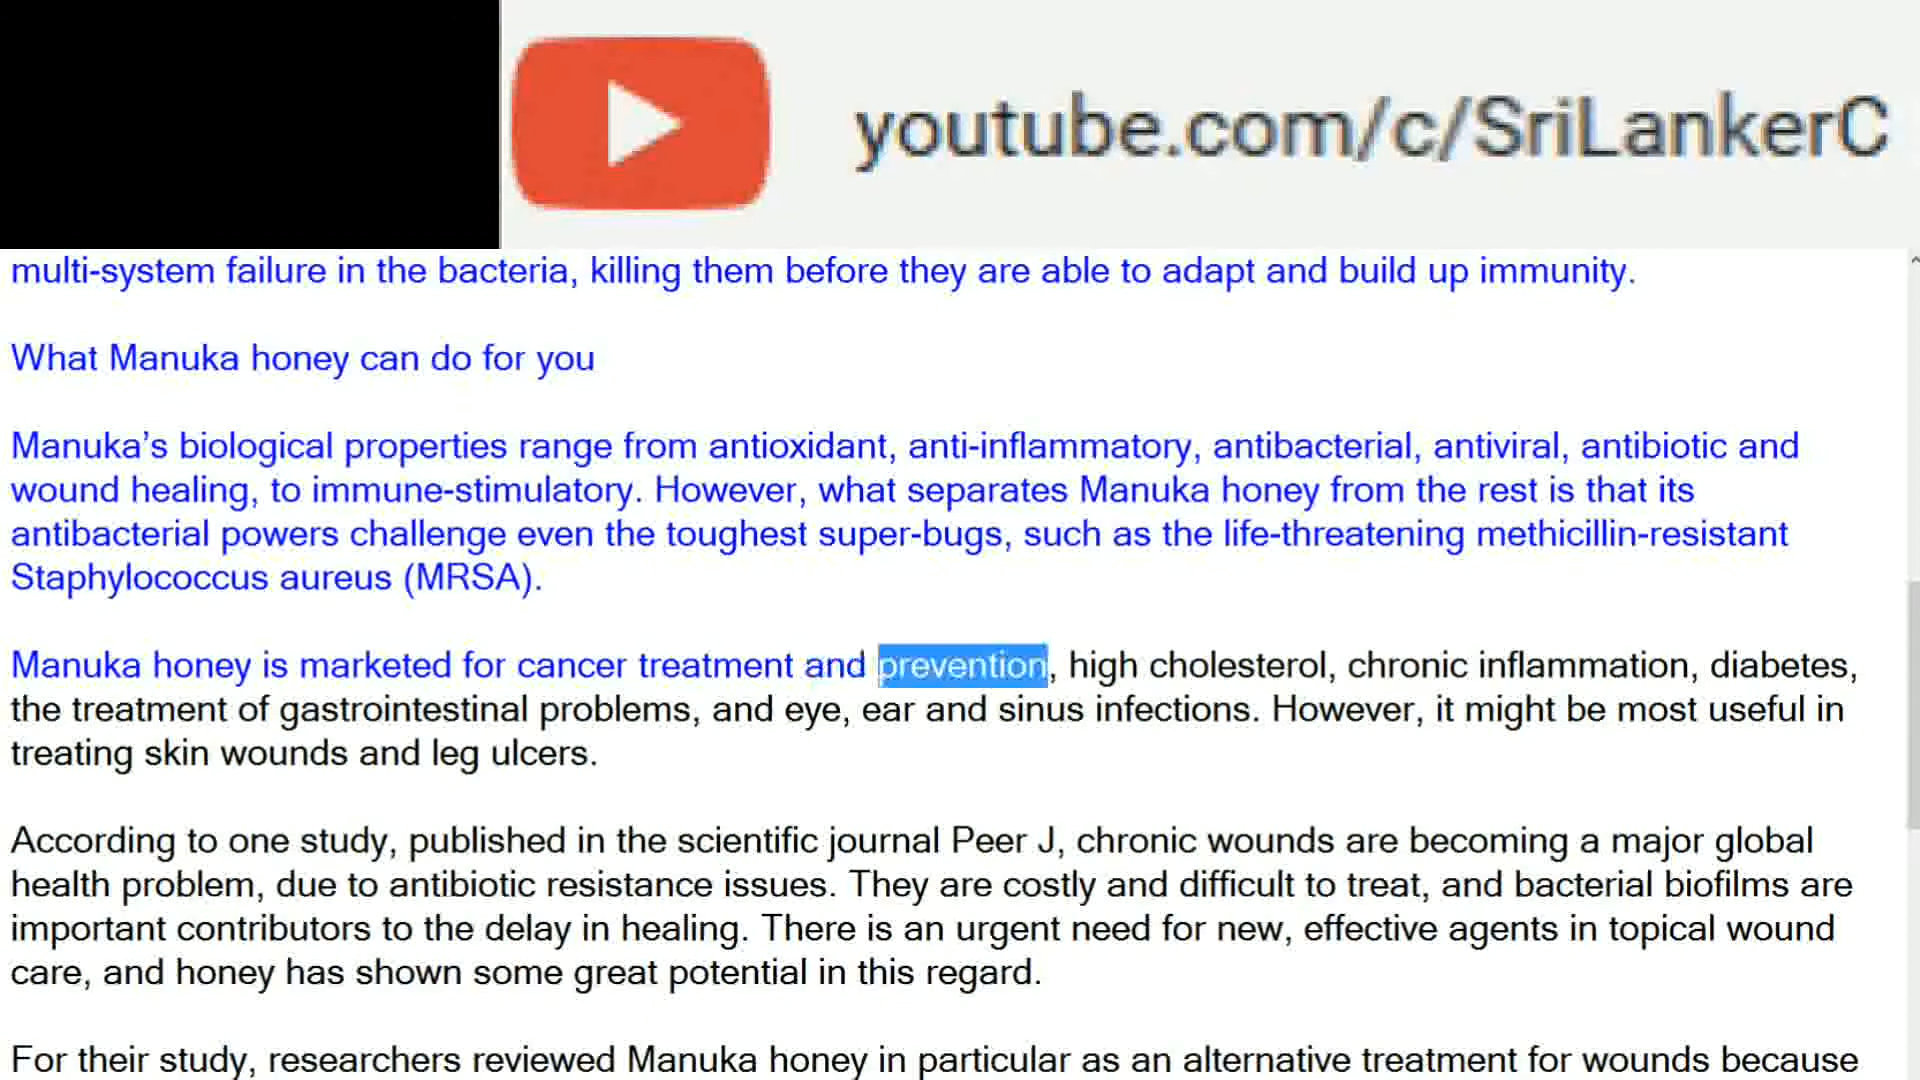 youtube.com/c/SriLankerC
multi-system failure in the bacteria, killing them before they are able to adapt and build up immunity.
What Manuka honey can do for you
Manuka’s biological properties range from antioxidant, anti-inflammatory, antibacterial, antiviral, antibiotic and
wound healing, to immune-stimulatory. However, what separates Manuka honey from the rest is that its
antibacterial powers challenge even the toughest super-bugs, such as the life-threatening methicillin-resistant
Staphylococcus aureus (MRSA).
Manuka honey is marketed for cancer treatment and prevention, high cholesterol, chronic inflammation, diabetes,
the treatment of gastrointestinal problems, and eye, ear and sinus infections. However, it might be most useful in
treating skin wounds and leg ulcers.
According to one study, published in the scientific journal Peer J, chronic wounds are becoming a major global
health problem, due to antibiotic resistance issues. They are costly and difficult to treat, and bacterial biofilms are
important contributors to the delay in healing. There is an urgent need for new, effective agents in topical wound
care, and honey has shown some great potential in this regard.
For their study, researchers reviewed Manuka honey in particular as an alternative treatment for wounds because